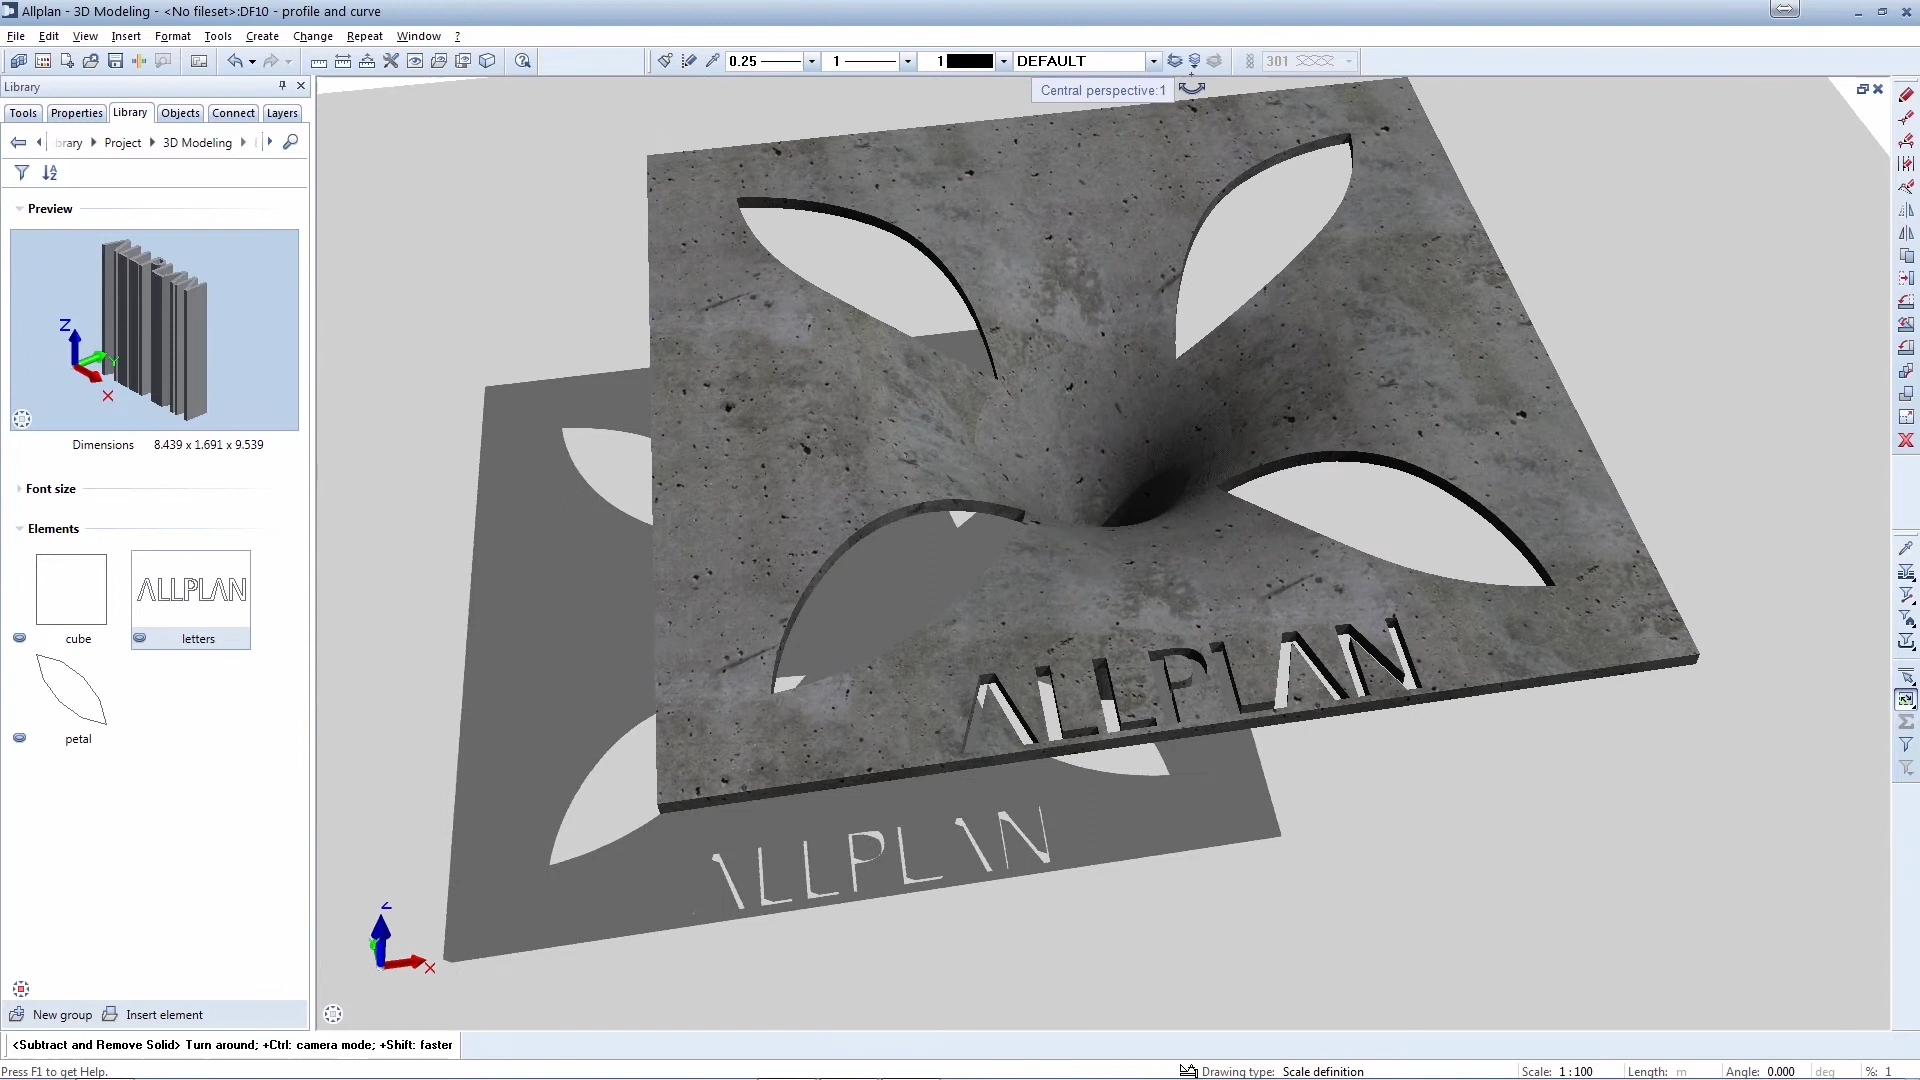 Allplan - 3D Modeling - <No fileset>:DF10 - profile and curve
File Edit View Insert Format Tools Create Change Repeat Window ?
0.25 1 1 DEFAULT 301
Library
Central perspective:1
Tools Properties Library Objects Connect Layers
brary Project 3D Modeling
Preview
Z
Y
X
Dimensions 8.439 x 1.691 x 9.539
Font size
Elements
ALLPLAN
cube letters
petal
ALLPLAN
ALLPLAN
Z
X
New group Insert element
<Subtract and Remove Solid> Turn around; +Ctrl: camera mode; +Shift: faster
Press F1 to get Help. Drawing type: Scale definition Scale: 1:100 Length: m Angle: 0.000 deg %: 1